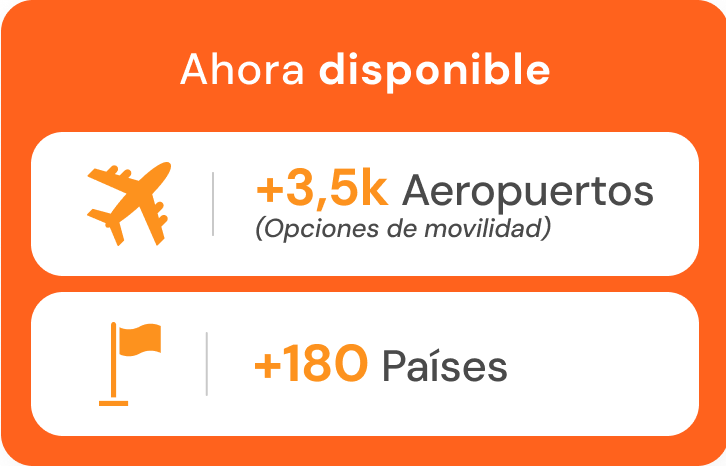 Ahora disponible
+3,5k Aeropuertos
(Opciones de movilidad)
+180 Países